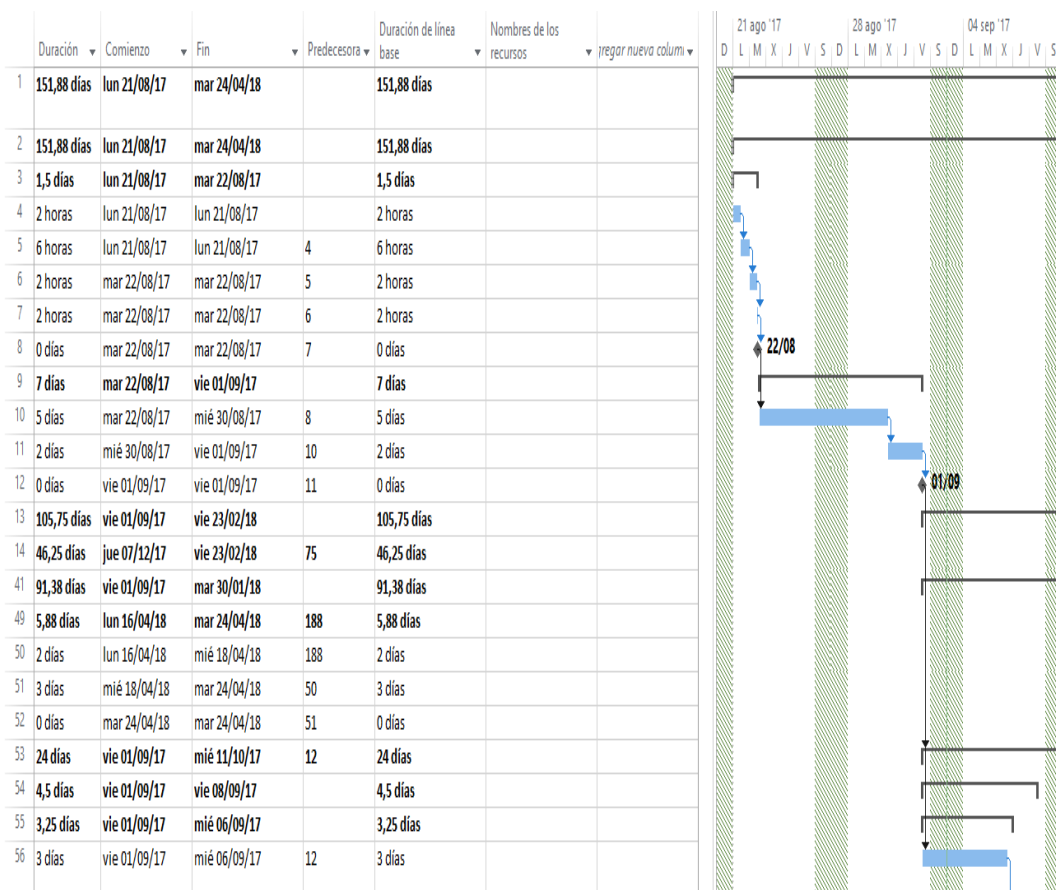 Duración Comienzo Fin Predecesora Duración de línea base Nombres de los recursos gregar nueva colum
21 ago '17 28 ago '17 04 sep '17
D L M X J V S D L M X J V S D L M X J V S
1 151,88 días lun 21/08/17 mar 24/04/18 151,88 días
2 151,88 días lun 21/08/17 mar 24/04/18 151,88 días
3 1,5 días lun 21/08/17 mar 22/08/17 1,5 días
4 2 horas lun 21/08/17 lun 21/08/17 2 horas
5 6 horas lun 21/08/17 lun 21/08/17 4 6 horas
6 2 horas mar 22/08/17 mar 22/08/17 5 2 horas
7 2 horas mar 22/08/17 mar 22/08/17 6 2 horas
8 0 días mar 22/08/17 mar 22/08/17 7 0 días 22/08
9 7 días mar 22/08/17 vie 01/09/17 7 días
10 5 días mar 22/08/17 mié 30/08/17 8 5 días
11 2 días mié 30/08/17 vie 01/09/17 10 2 días
12 0 días vie 01/09/17 vie 01/09/17 11 0 días 01/09
13 105,75 días vie 01/09/17 vie 23/02/18 105,75 días
14 46,25 días jue 07/12/17 vie 23/02/18 75 46,25 días
41 91,38 días vie 01/09/17 mar 30/01/18 91,38 días
49 5,88 días lun 16/04/18 mar 24/04/18 188 5,88 días
50 2 días lun 16/04/18 mié 18/04/18 188 2 días
51 3 días mié 18/04/18 mar 24/04/18 50 3 días
52 0 días mar 24/04/18 mar 24/04/18 51 0 días
53 24 días vie 01/09/17 mié 11/10/17 12 24 días
54 4,5 días vie 01/09/17 vie 08/09/17 4,5 días
55 3,25 días vie 01/09/17 mié 06/09/17 3,25 días
56 3 días vie 01/09/17 mié 06/09/17 12 3 días